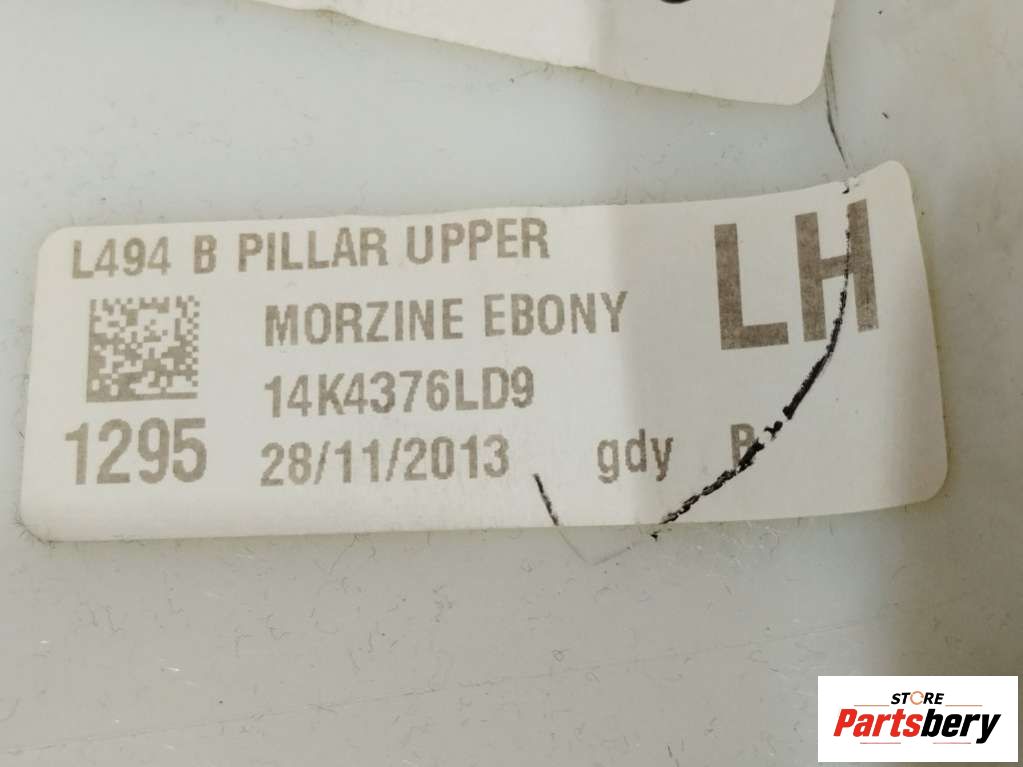 L494 B PILLAR UPPER
LH
MORZINE EBONY
14K4376LD9
1295
28/11/2013 gdy
STORE
Partsbery